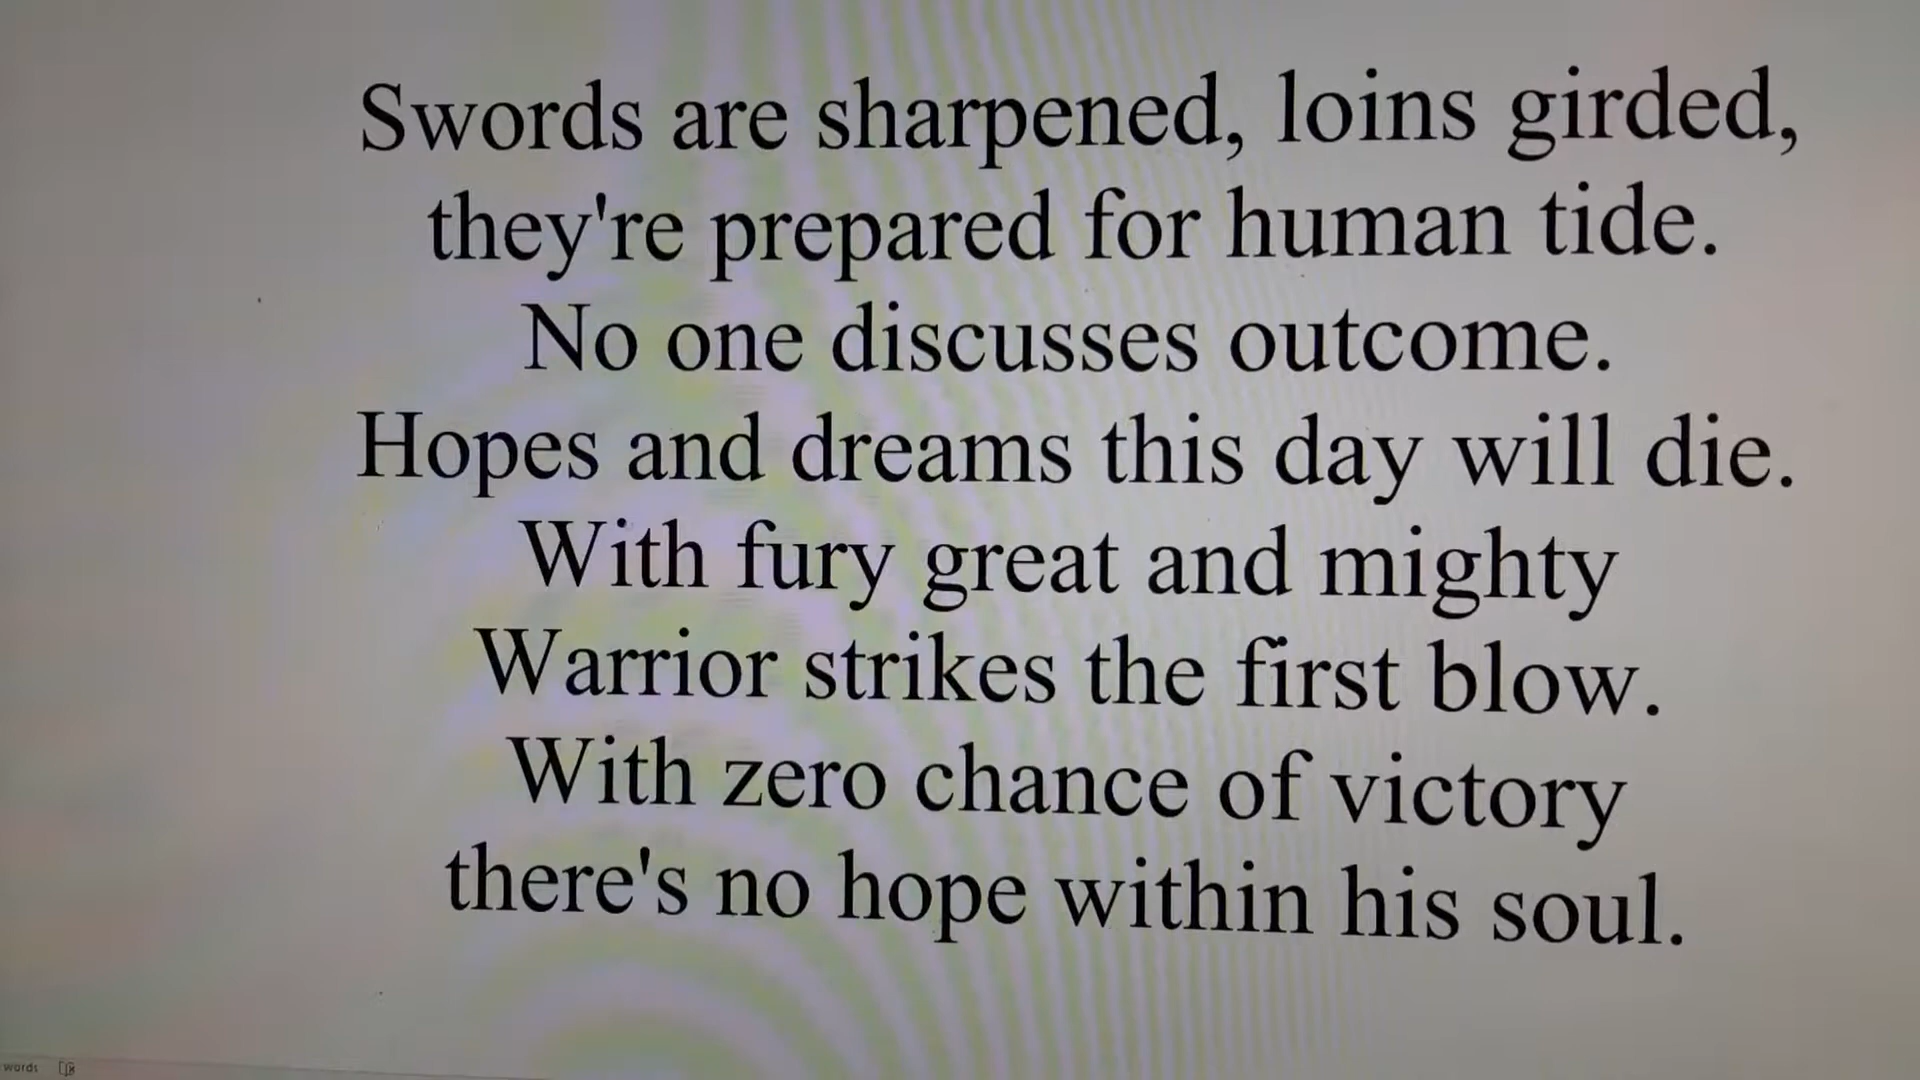 Swords are sharpened, loins girded,
they're prepared for human tide.
No one discusses outcome.
Hopes and dreams this day will die.
With fury great and mighty
Warrior strikes the first blow.
With zero chance of victory
there's no hope within his soul.
words